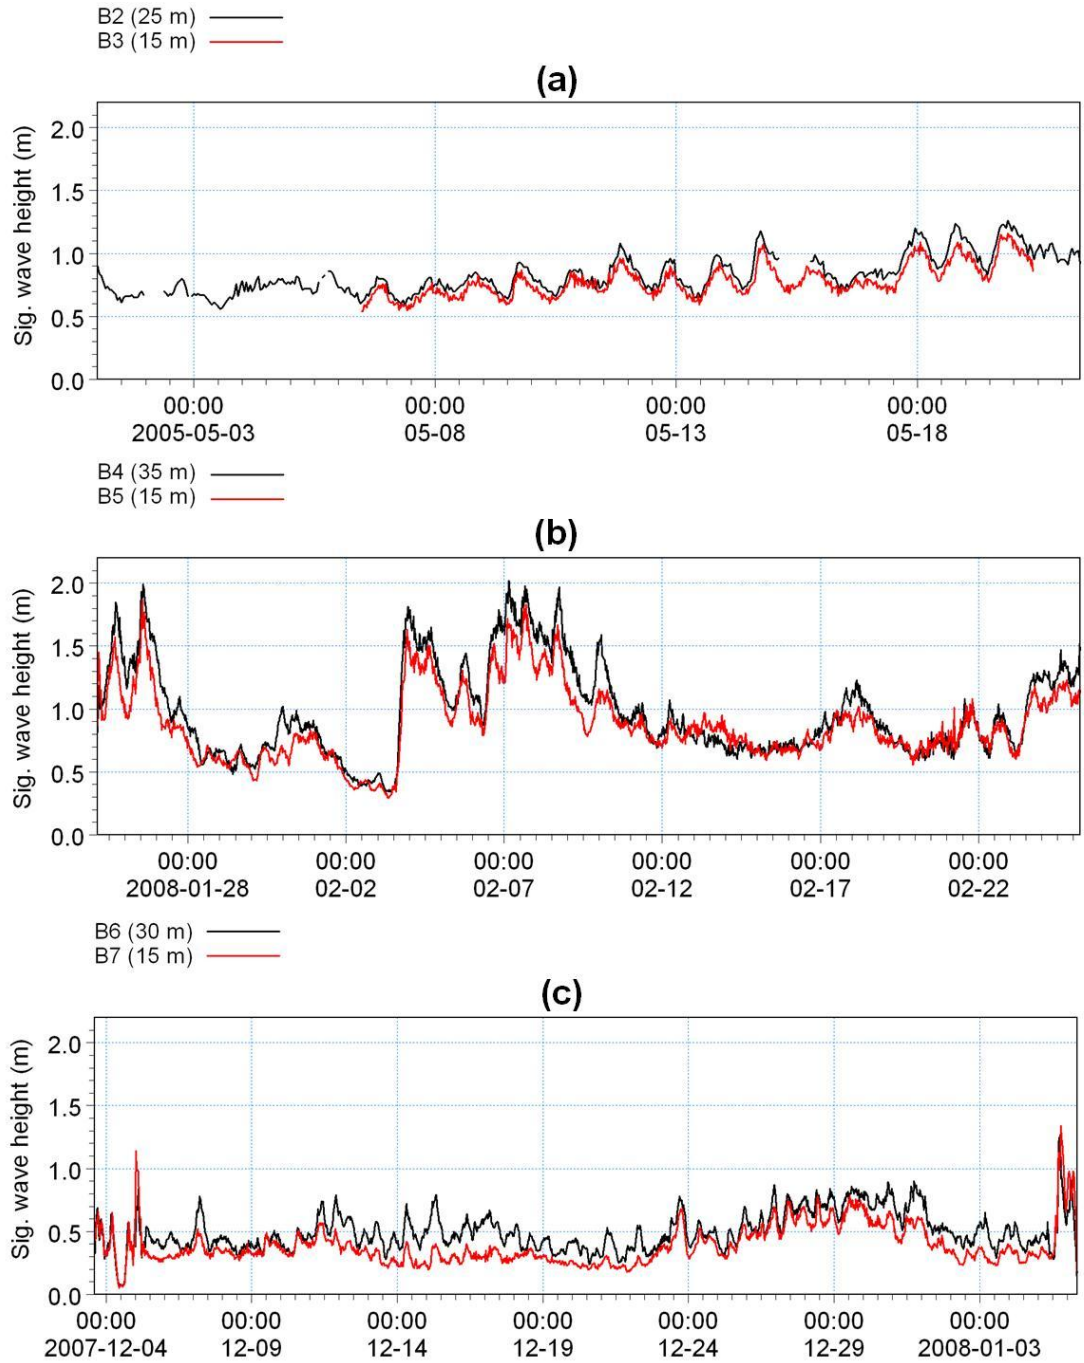 B2 (25 m)
B3 (15 m)
(a)
Sig. wave height (m)
2.0
1.5
1.0
0.5
0.0
00:00 00:00 00:00 00:00
2005-05-03 05-08 05-13 05-18
B4 (35 m)
B5 (15 m)
(b)
Sig. wave height (m)
2.0
1.5
1.0
0.5
0.0
00:00 00:00 00:00 00:00 00:00 00:00
2008-01-28 02-02 02-07 02-12 02-17 02-22
B6 (30 m)
B7 (15 m)
(c)
Sig. wave height (m)
2.0
1.5
1.0
0.5
0.0
00:00 00:00 00:00 00:00 00:00 00:00 00:00
2007-12-04 12-09 12-14 12-19 12-24 12-29 2008-01-03